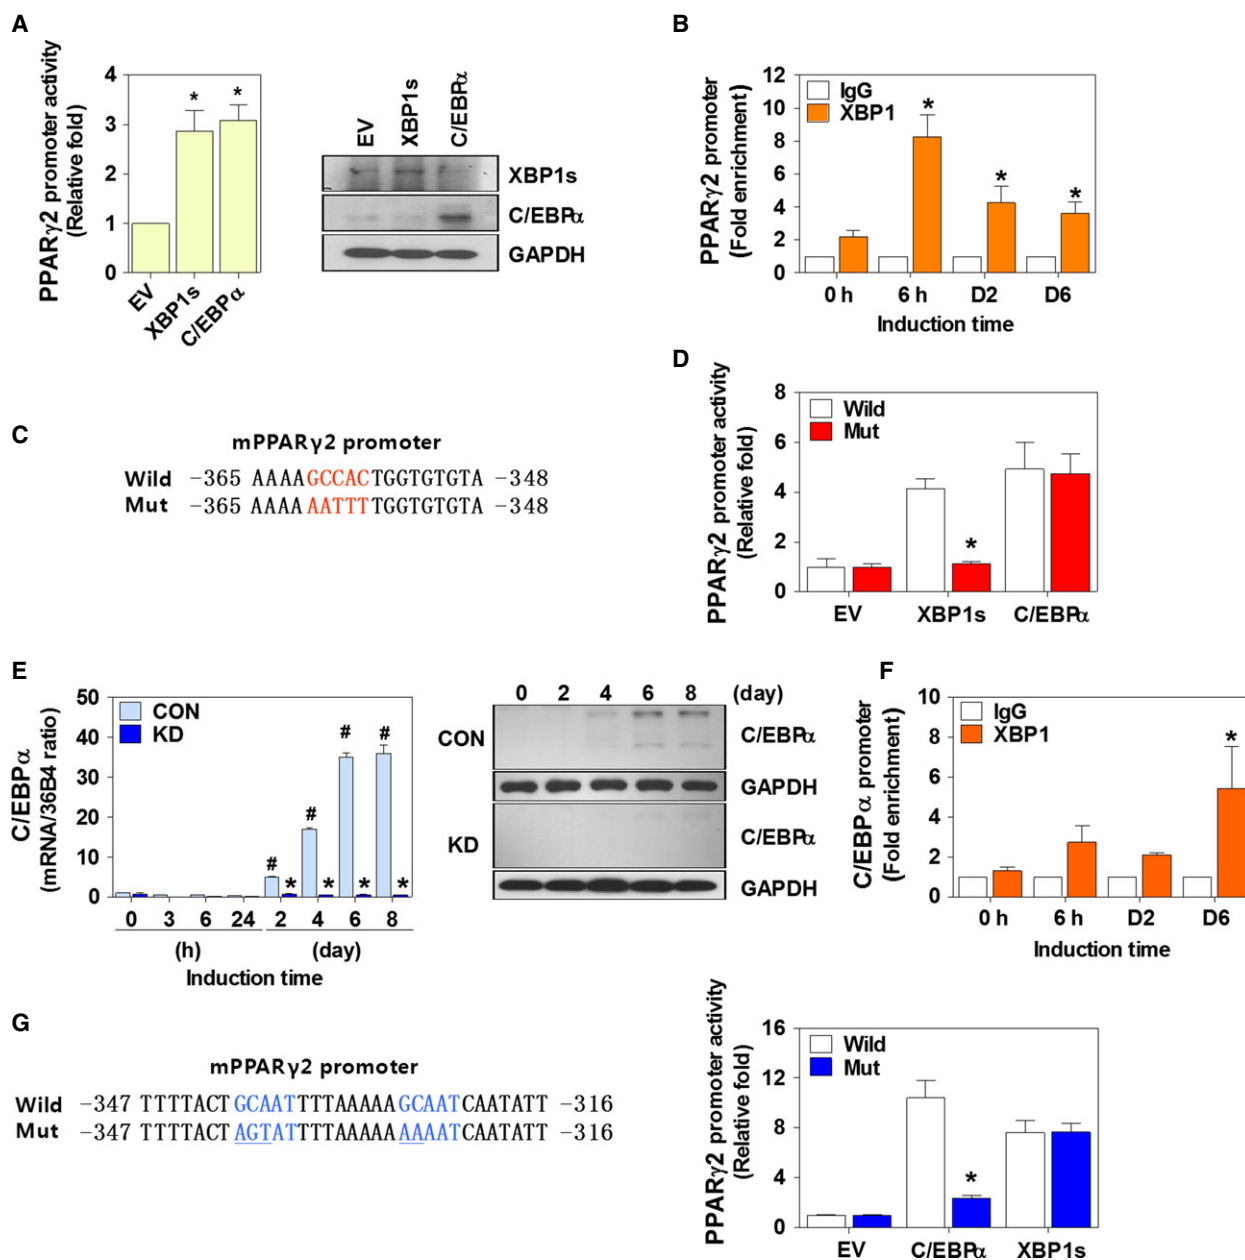 A
PPARγ2 promoter activity
(Relative fold)
4
3
2
1
0
*
*
EV
XBP1s
C/EBPα
EV
XBP1s
C/EBPα
XBP1s
C/EBPα
GAPDH
B
PPARγ2 promoter
(Fold enrichment)
12
10
8
6
4
2
0
IgG
XBP1
*
*
*
0 h 6 h D2 D6
Induction time
C
mPPARγ2 promoter
Wild -365 AAAAGCCACTGGTGTGTA -348
Mut -365 AAAAAATTTTGGTGTGTA -348
D
PPARγ2 promoter activity
(Relative fold)
8
6
4
2
0
Wild
Mut
*
EV XBP1s C/EBPα
E
C/EBPα
(mRNA/36B4 ratio)
50
40
30
20
10
0
CON
KD
# # # #
* * * *
0 3 6 24 2 4 6 8
(h) (day)
Induction time
0 2 4 6 8 (day)
CON
C/EBPα
GAPDH
KD
C/EBPα
GAPDH
F
C/EBPα promoter
(Fold enrichment)
10
8
6
4
2
0
IgG
XBP1
*
0 h 6 h D2 D6
Induction time
G
mPPARγ2 promoter
Wild -347 TTTTACTGCAATTTTAAAAAGCAATCAATATT -316
Mut -347 TTTTACTAGTATTTTAAAAAAAAATCAATATT -316
PPARγ2 promoter activity
(Relative fold)
16
12
8
4
0
Wild
Mut
*
EV C/EBPα XBP1s